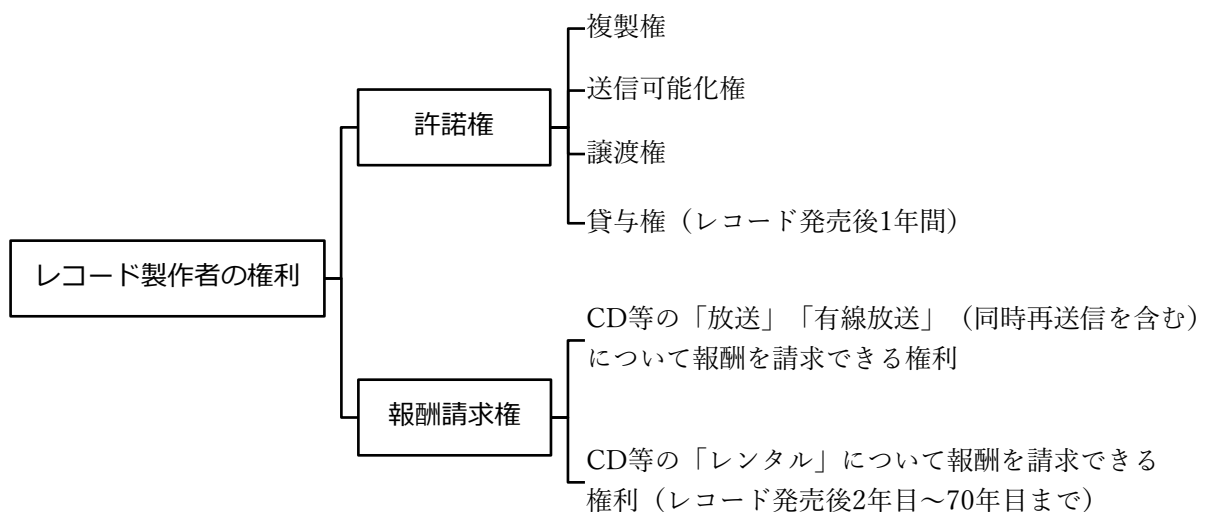 レコード製作者の権利
許諾権
複製権
送信可能化権
譲渡権
貸与権（レコード発売後1年間）
報酬請求権
CD等の「放送」「有線放送」（同時再送信を含む）
について報酬を請求できる権利
CD等の「レンタル」について報酬を請求できる
権利（レコード発売後2年目～70年目まで）